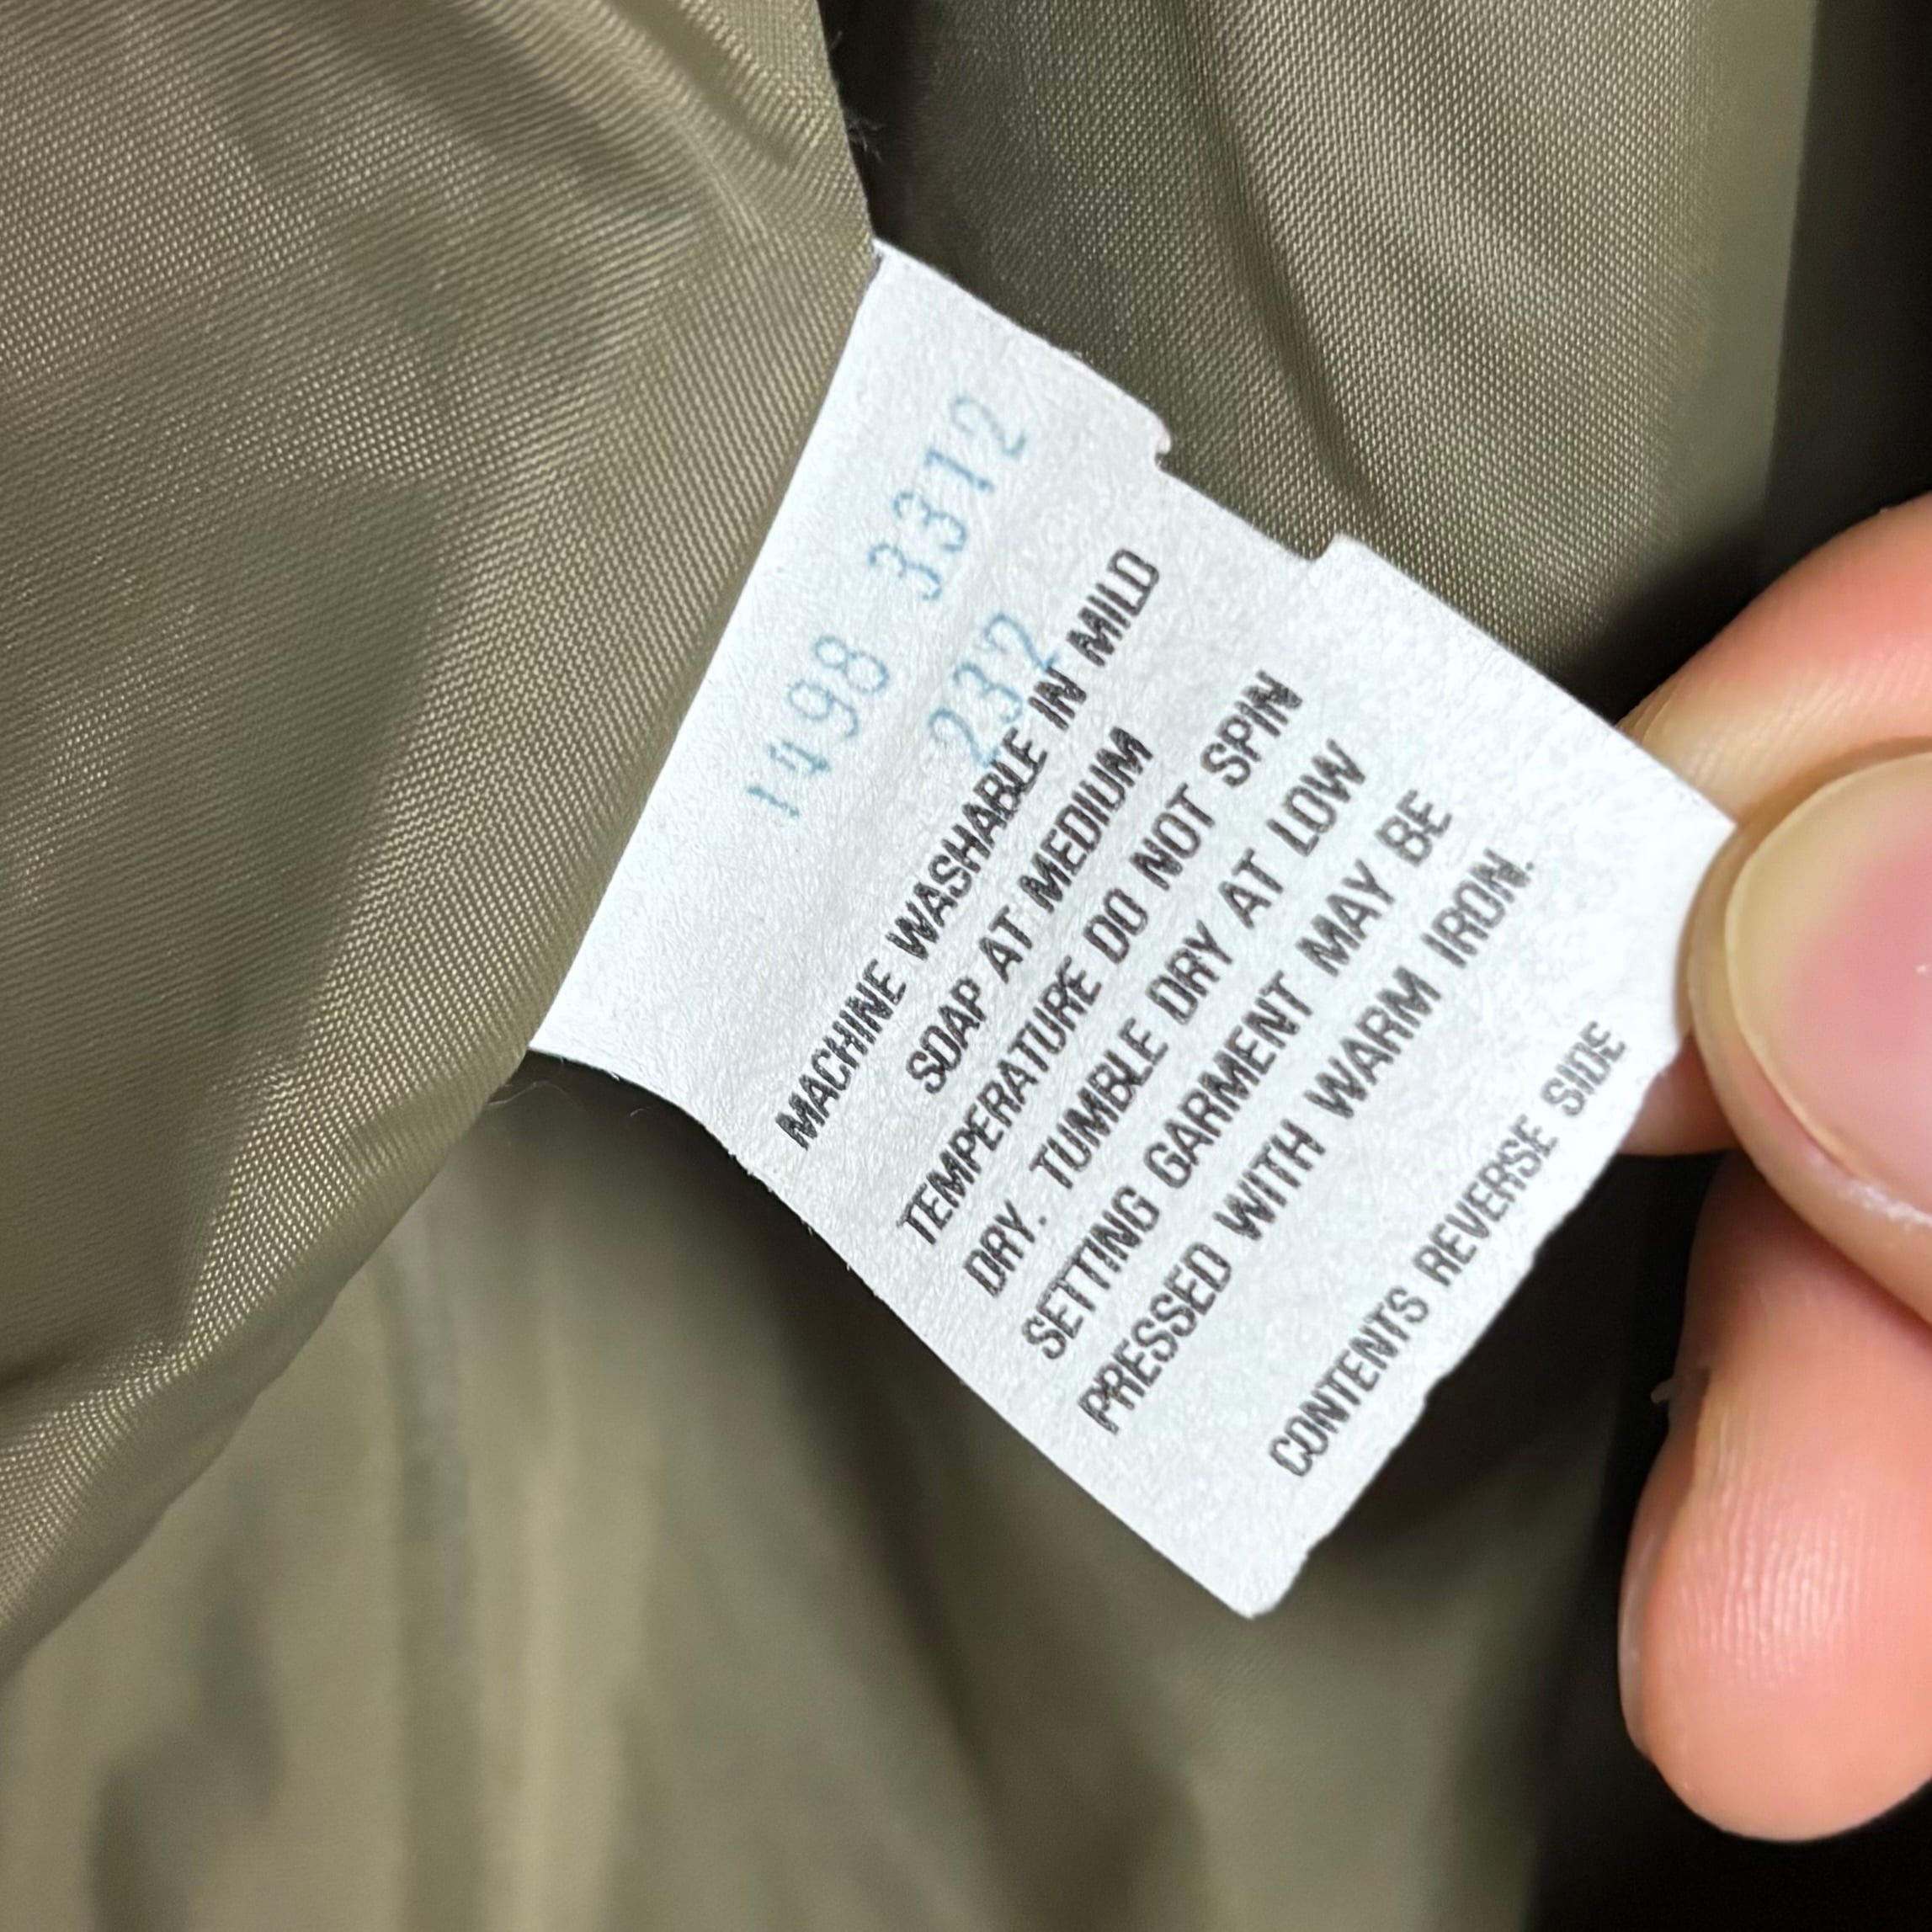 1498 3312
232
MACHINE WASHABLE IN MILD
SOAP AT MEDIUM
TEMPERATURE DO NOT SPIN
DRY. TUMBLE DRY AT LOW
SETTING GARMENT MAY BE
PRESSED WITH WARM IRON.
CONTENTS REVERSE SIDE